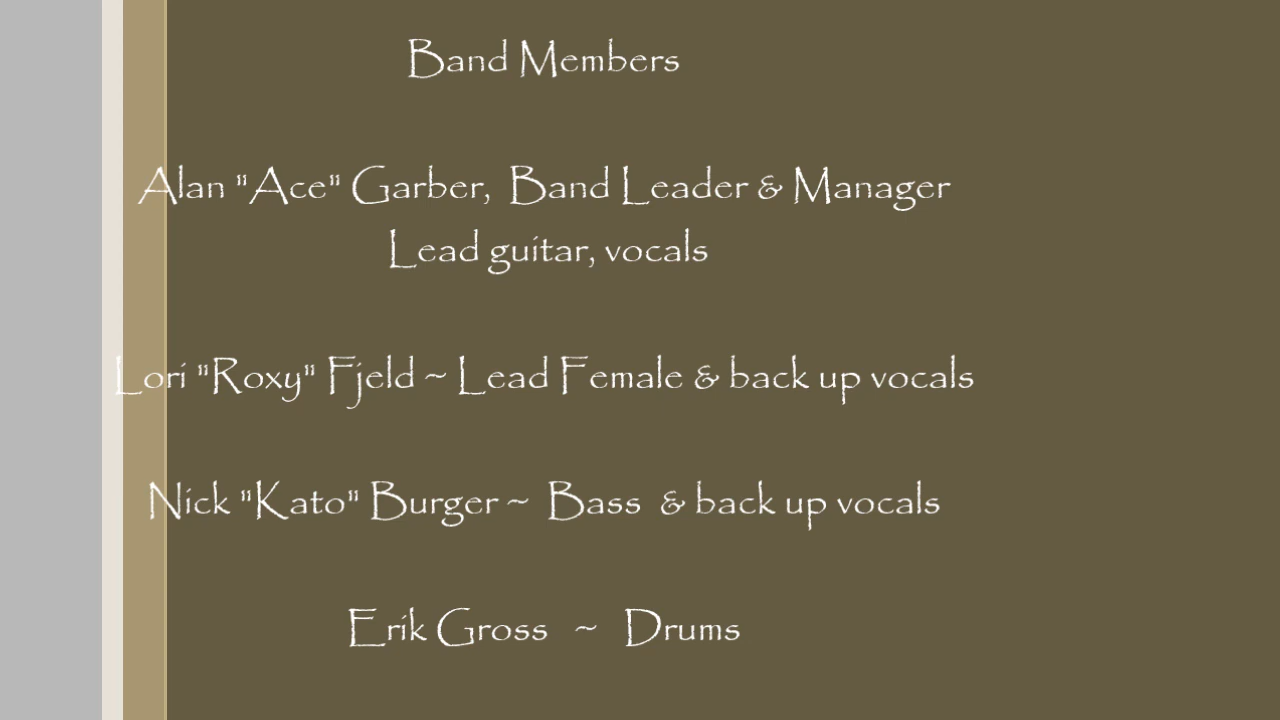 Band Members
Alan "Ace" Garber,  Band Leader & Manager
Lead guitar, vocals
Lori "Roxy" Fjeld ~ Lead Female & back up vocals
Nick "Kato" Burger ~  Bass  & back up vocals
Erik Gross  ~  Drums